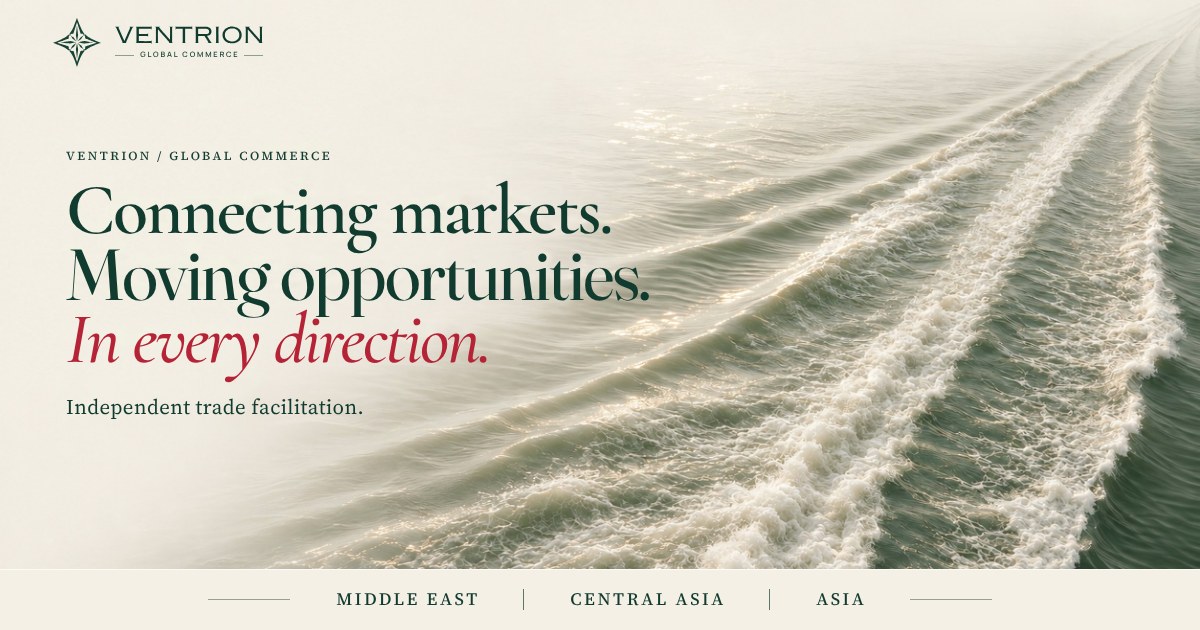 VENTRION
GLOBAL COMMERCE
VENTRION / GLOBAL COMMERCE
Connecting markets.
Moving opportunities.
In every direction.
Independent trade facilitation.
MIDDLE EAST | CENTRAL ASIA | ASIA